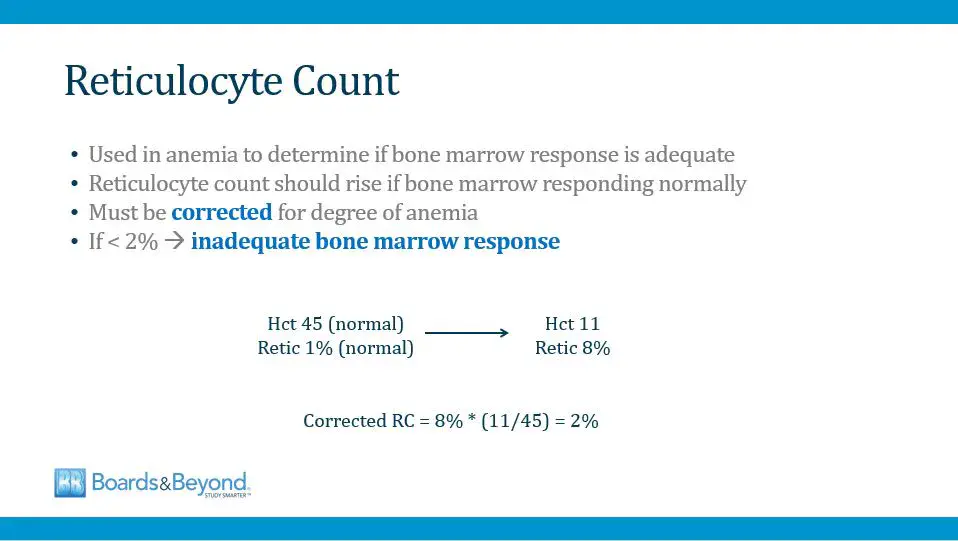 Reticulocyte Count
• Used in anemia to determine if bone marrow response is adequate
• Reticulocyte count should rise if bone marrow responding normally
• Must be corrected for degree of anemia
• If < 2% → inadequate bone marrow response
Hct 45 (normal) Hct 11
Retic 1% (normal) Retic 8%
Corrected RC = 8% * (11/45) = 2%
BB Boards&Beyond
STUDY SMARTER™